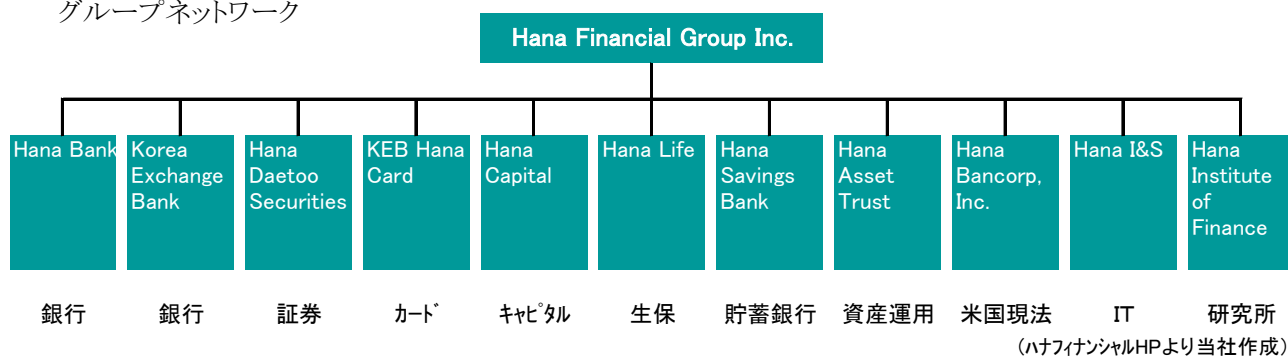 グループネットワーク
Hana Financial Group Inc.
Hana Bank
Korea
Exchange
Bank
Hana
Daetoo
Securities
KEB Hana
Card
Hana
Capital
Hana Life
Hana
Savings
Bank
Hana
Asset
Trust
Hana
Bancorp,
Inc.
Hana I&S
Hana
Institute
of
Finance
銀行 銀行 証券 ｶｰﾄﾞ ｷｬﾋﾟﾀﾙ 生保 貯蓄銀行 資産運用 米国現法 IT 研究所
(ﾊﾅﾌｨﾅﾝｼｬﾙHPより当社作成)